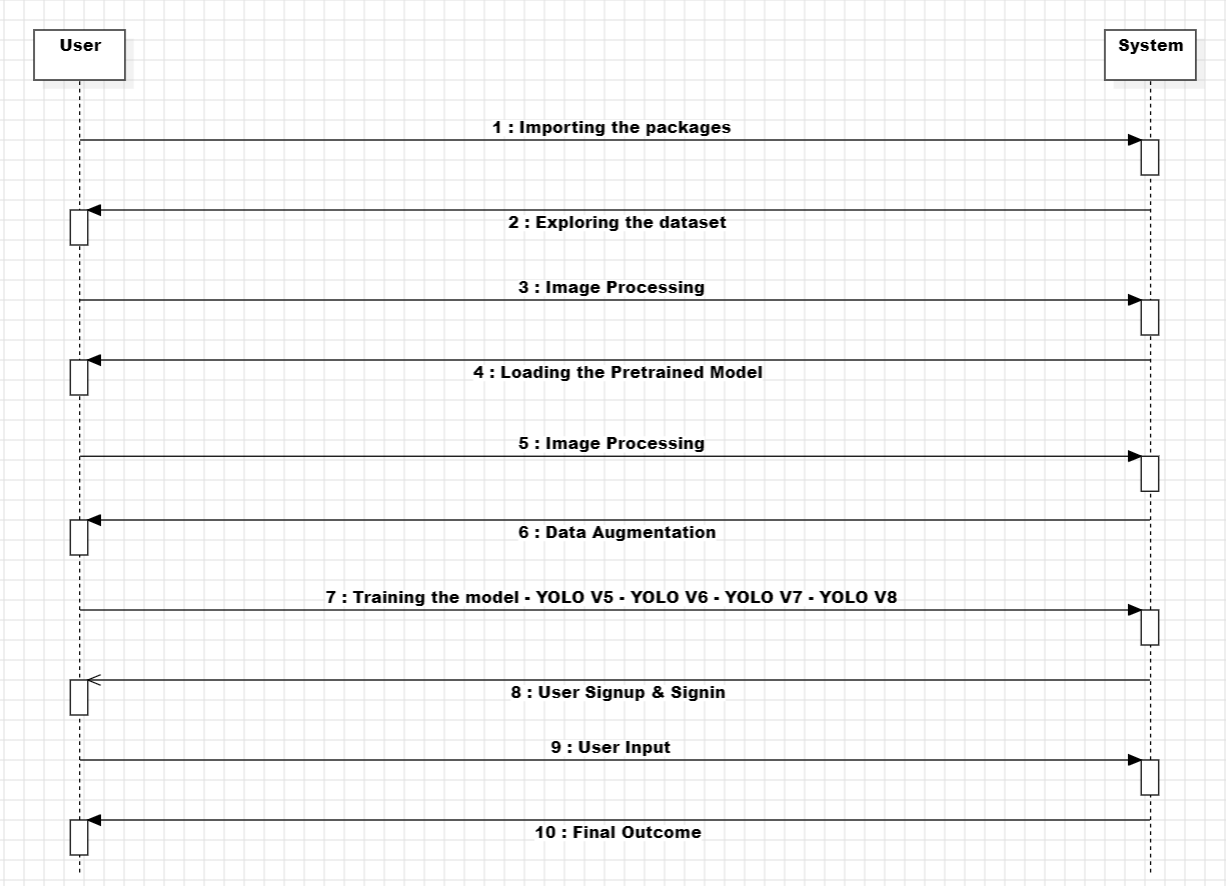 User
System
1 : Importing the packages
2 : Exploring the dataset
3 : Image Processing
4 : Loading the Pretrained Model
5 : Image Processing
6 : Data Augmentation
7 : Training the model - YOLO V5 - YOLO V6 - YOLO V7 - YOLO V8
8 : User Signup & Signin
9 : User Input
10 : Final Outcome